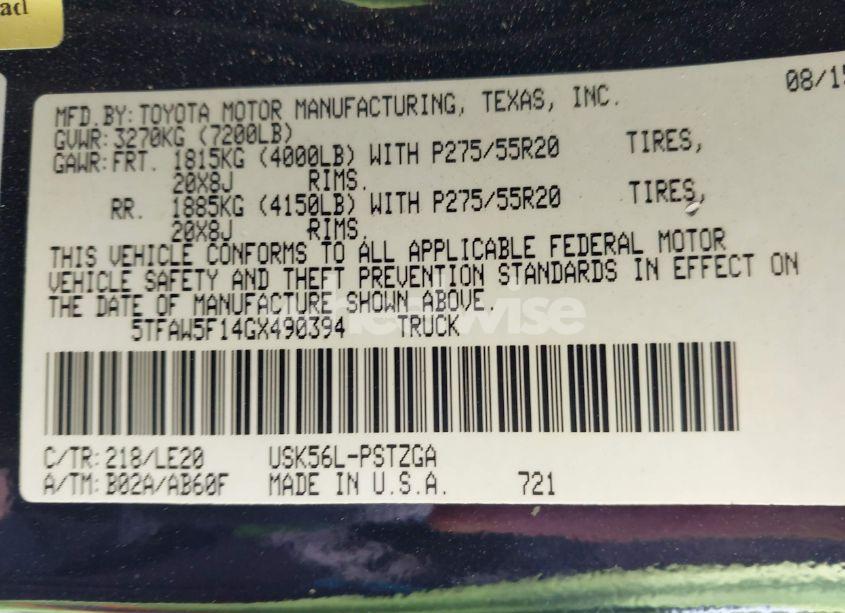 ad
08/15
MFD.BY:TOYOTA MOTOR MANUFACTURING, TEXAS, INC.
GVWR:3270KG (7200LB)
GAWR:FRT. 1815KG (4000LB) WITH P275/55R20 TIRES,
20X8J RIMS.
RR. 1885KG (4150LB) WITH P275/55R20 TIRES,
20X8J RIMS.
THIS VEHICLE CONFORMS TO ALL APPLICABLE FEDERAL MOTOR
VEHICLE SAFETY AND THEFT PREVENTION STANDARDS IN EFFECT ON
THE DATE OF MANUFACTURE SHOWN ABOVE.
5TFAW5F14GX490394 TRUCK
C/TR:218/LE20 USK56L-PSTZGA
A/TM:B02A/AB60F MADE IN U.S.A. 721